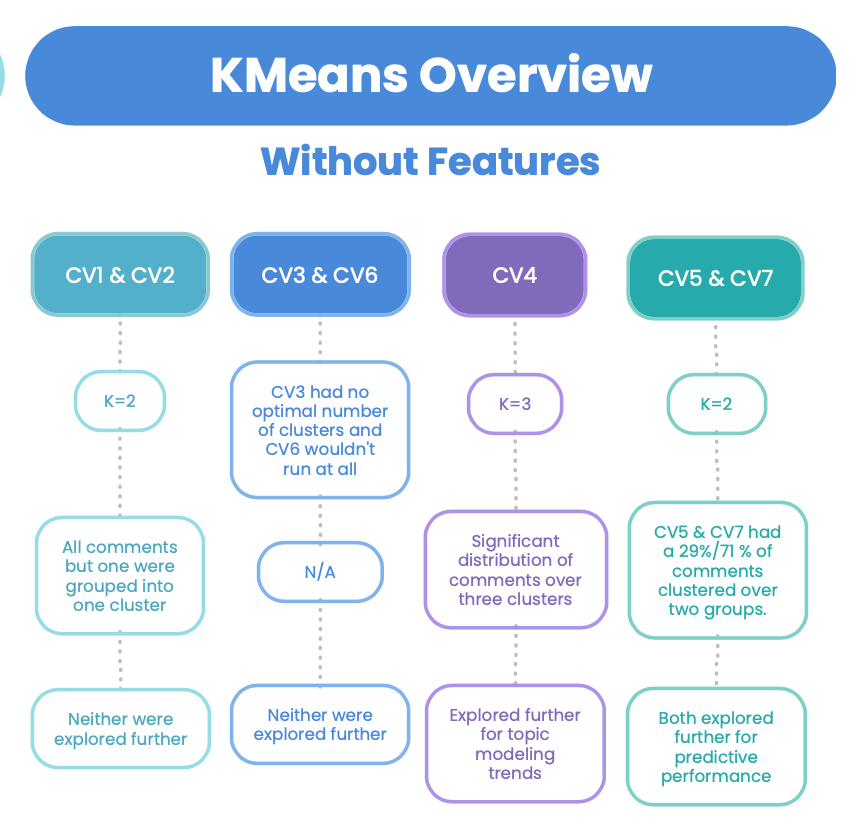 KMeans Overview
Without Features
CV1 & CV2
K=2
All comments
but one were
grouped into
one cluster
Neither were
explored further
CV3 & CV6
CV3 had no
optimal number
of clusters and
CV6 wouldn't
run at all
N/A
Neither were
explored further
CV4
K=3
Significant
distribution of
comments over
three clusters
Explored further
for topic
modeling
trends
CV5 & CV7
K=2
CV5 & CV7 had
a 29%/71 % of
comments
clustered over
two groups.
Both explored
further for
predictive
performance